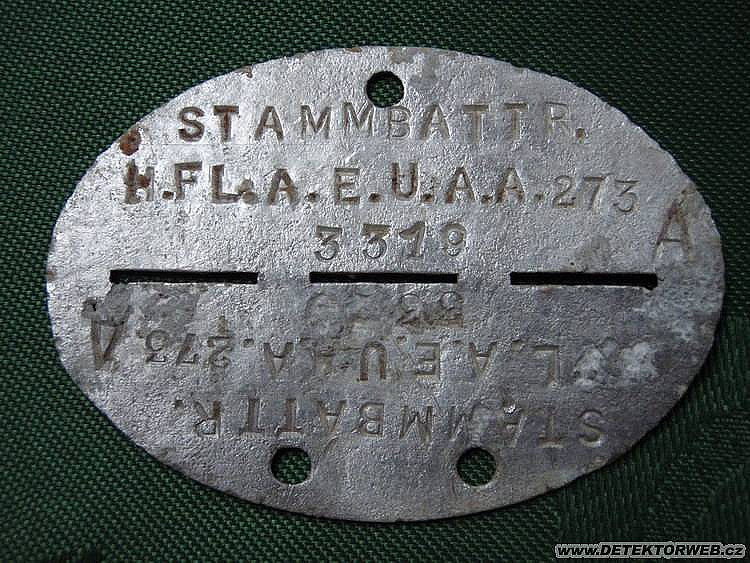 STAMMBATTR.
H.FL.A.E.U.A.A.273
3319
A
A
L.A.E.U.A.A.273
STAMMBATTR.
www.DETEKTORWEB.cz